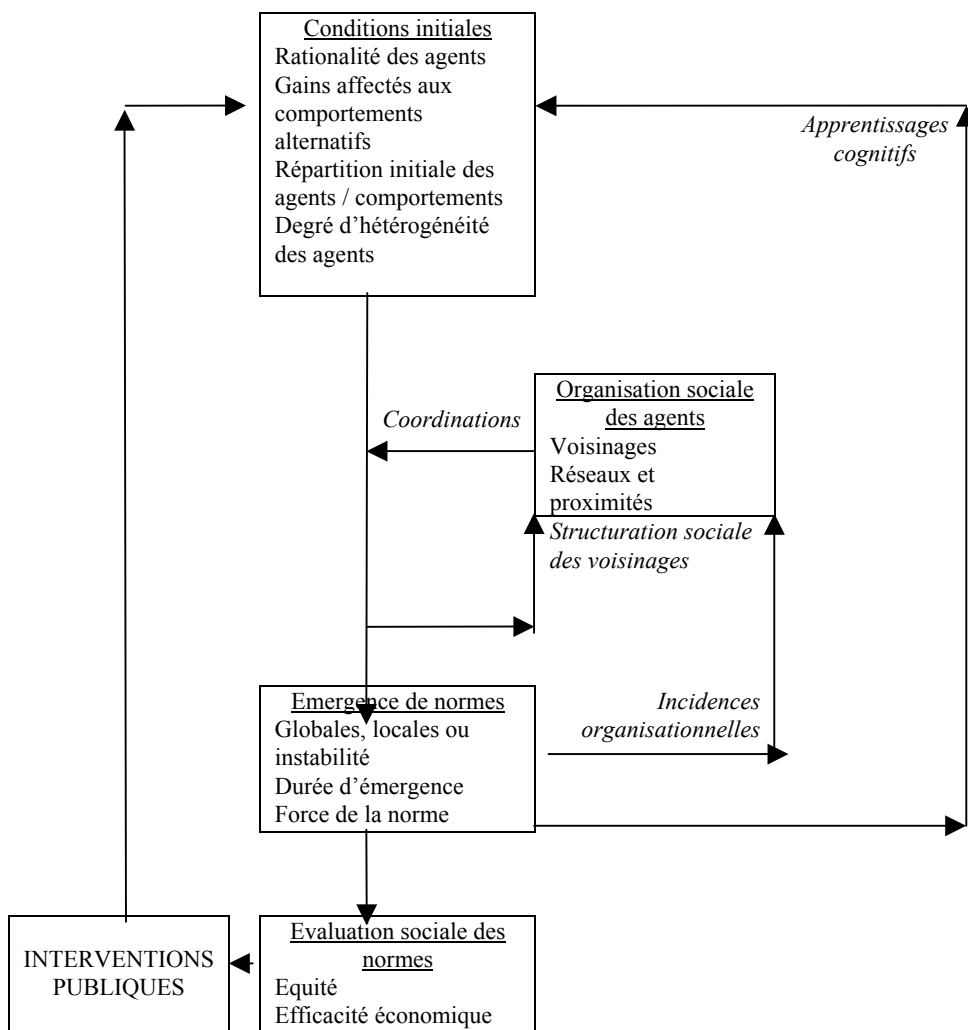 Conditions initiales
Rationalité des agents
Gains affectés aux
comportements
alternatifs
Répartition initiale des
agents / comportements
Degré d’hétérogénéité
des agents
Apprentissages
cognitifs
Organisation sociale
des agents
Voisinages
Réseaux et
proximités
Coordinations
Structuration sociale
des voisinages
Emergence de normes
Globales, locales ou
instabilité
Durée d’émergence
Force de la norme
Incidences
organisationnelles
Evaluation sociale des
normes
Equité
Efficacité économique
INTERVENTIONS
PUBLIQUES